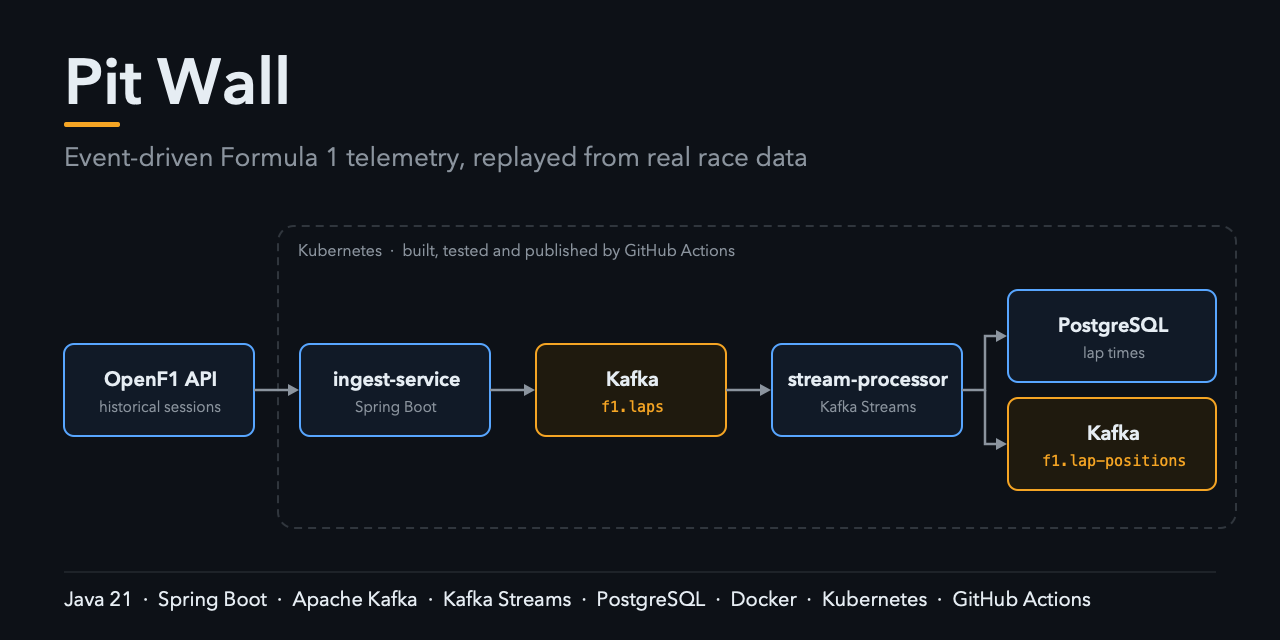 Pit Wall
Event-driven Formula 1 telemetry, replayed from real race data
Kubernetes · built, tested and published by GitHub Actions
OpenF1 API
historical sessions
ingest-service
Spring Boot
Kafka
f1.laps
stream-processor
Kafka Streams
PostgreSQL
lap times
Kafka
f1.lap-positions
Java 21 · Spring Boot · Apache Kafka · Kafka Streams · PostgreSQL · Docker · Kubernetes · GitHub Actions